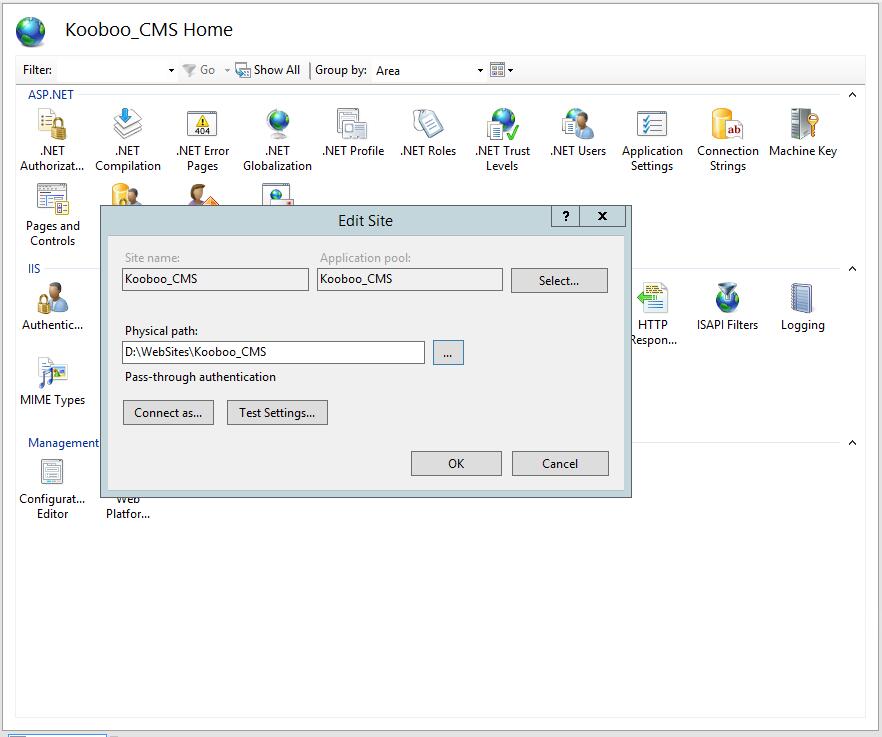 Kooboo_CMS Home
Filter:
Go
Show All
Group by:
Area
ASP.NET
.NET Authorizat...
.NET Compilation
404
.NET Error Pages
.NET Globalization
.NET Profile
.NET Roles
.NET Trust Levels
.NET Users
Application Settings
ab
Connection Strings
Machine Key
Pages and Controls
Edit Site
?
X
Site name:
Application pool:
Kooboo_CMS
Kooboo_CMS
Select...
Physical path:
D:\WebSites\Kooboo_CMS
...
Pass-through authentication
Connect as...
Test Settings...
OK
Cancel
IIS
Authentic...
HTTP Respon...
ISAPI Filters
Logging
MIME Types
Management
Configurat... Editor
Web Platfor...